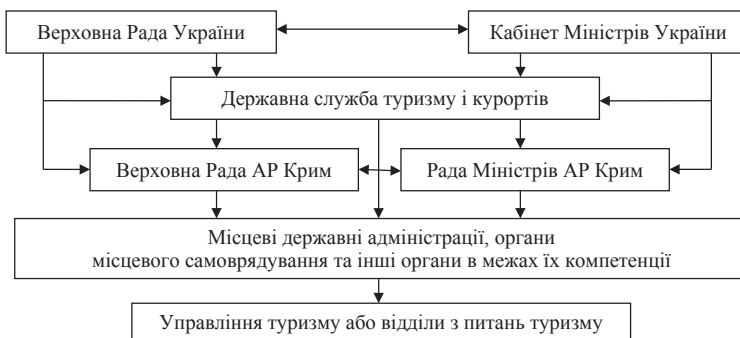 Верховна Рада України
Кабінет Міністрів України
Державна служба туризму і курортів
Верховна Рада АР Крим
Рада Міністрів АР Крим
Місцеві державні адміністрації, органи
місцевого самоврядування та інші органи в межах їх компетенції
Управління туризму або відділи з питань туризму